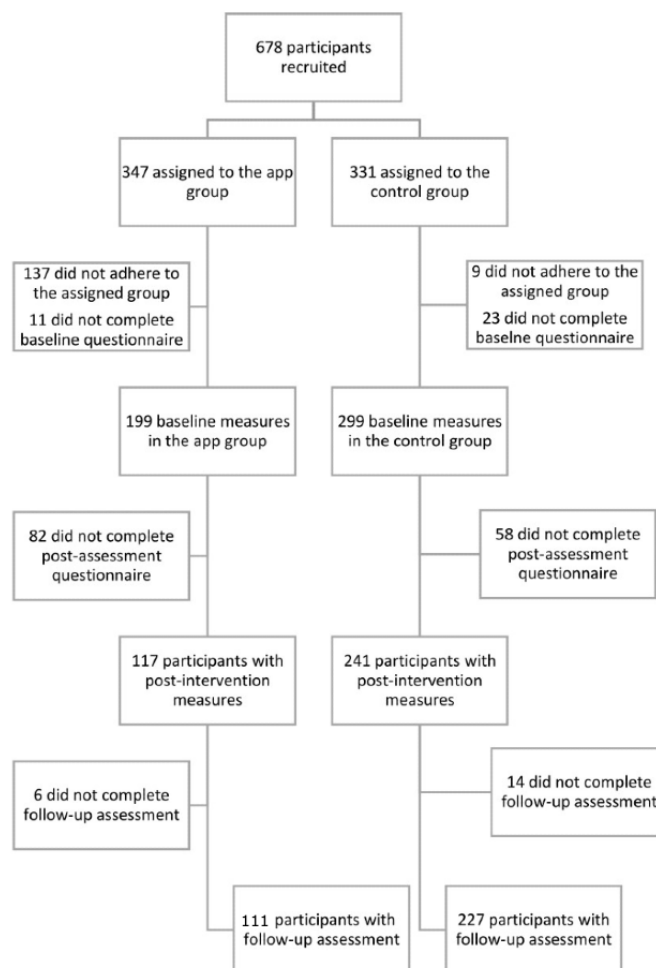 678 participants
recruited
347 assigned to the app
group
331 assigned to the
control group
137 did not adhere to
the assigned group
11 did not complete
baseline questionnaire
9 did not adhere to the
assigned group
23 did not complete
baselne questionnaire
199 baseline measures
in the app group
299 baseline measures
in the control group
82 did not complete
post-assessment
questionnaire
58 did not complete
post-assessment
questionnaire
117 participants with
post-intervention
measures
241 participants with
post-intervention
measures
6 did not complete
follow-up assessment
14 did not complete
follow-up assessment
111 participants with
follow-up assessment
227 participants with
follow-up assessment